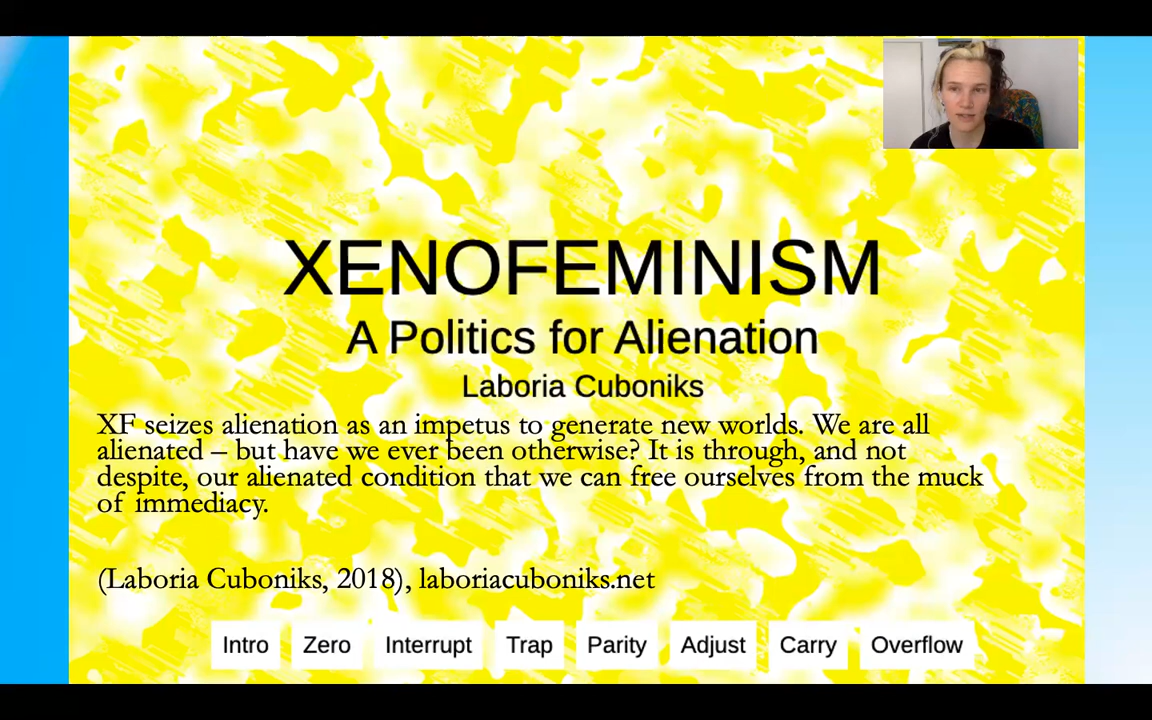 XENOFEMINISM
A Politics for Alienation
Laboria Cuboniks
XF seizes alienation as an impetus to generate new worlds. We are all
alienated – but have we ever been otherwise? It is through, and not
despite, our alienated condition that we can free ourselves from the muck
of immediacy.
(Laboria Cuboniks, 2018), laboriacuboniks.net
Intro Zero Interrupt Trap Parity Adjust Carry Overflow